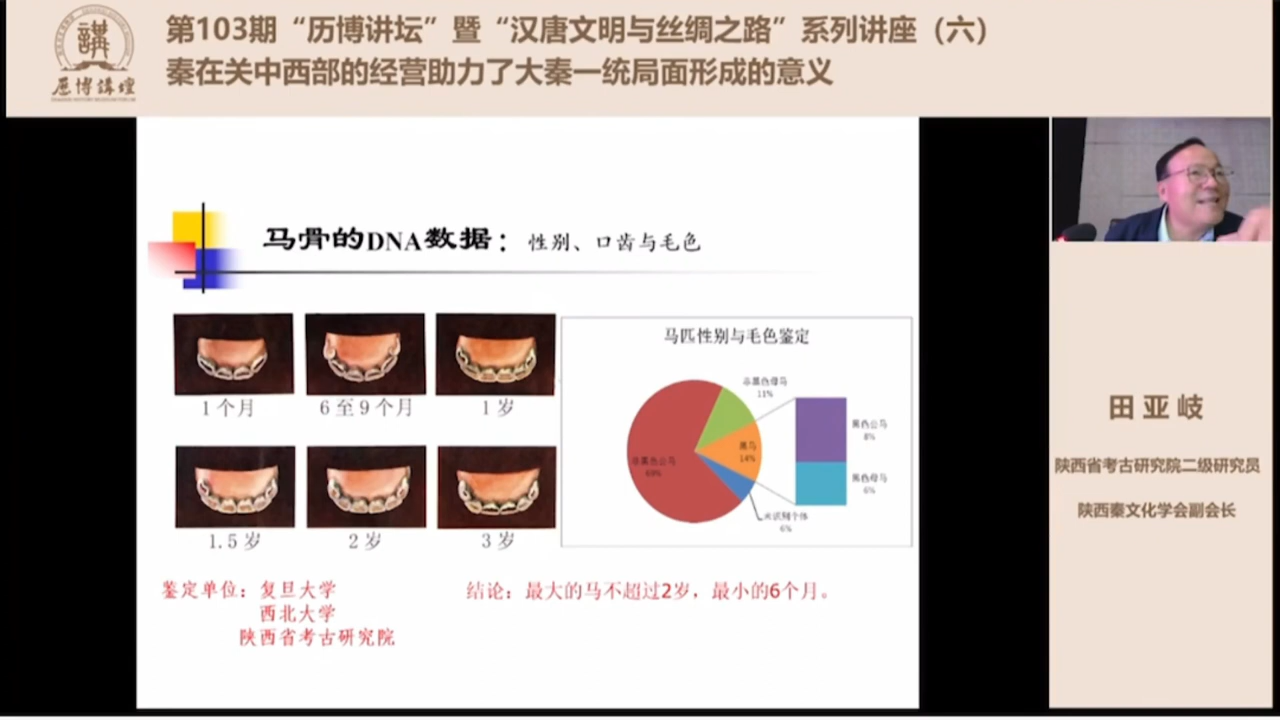 第103期“历博讲坛”暨“汉唐文明与丝绸之路”系列讲座（六）
秦在关中西部的经营助力了大秦一统局面形成的意义
講
历博講壇
马骨的DNA数据：性别、口齿与毛色
1个月
6至9个月
1岁
1.5岁
2岁
3岁
马匹性别与毛色鉴定
非黑色母马
11%
黑马
14%
非黑色公马
69%
未识别个体
6%
黑色公马
8%
黑色母马
6%
鉴定单位：复旦大学
西北大学
陕西省考古研究院
结论：最大的马不超过2岁，最小的6个月。
田亚岐
陕西省考古研究院二级研究员
陕西秦文化学会副会长